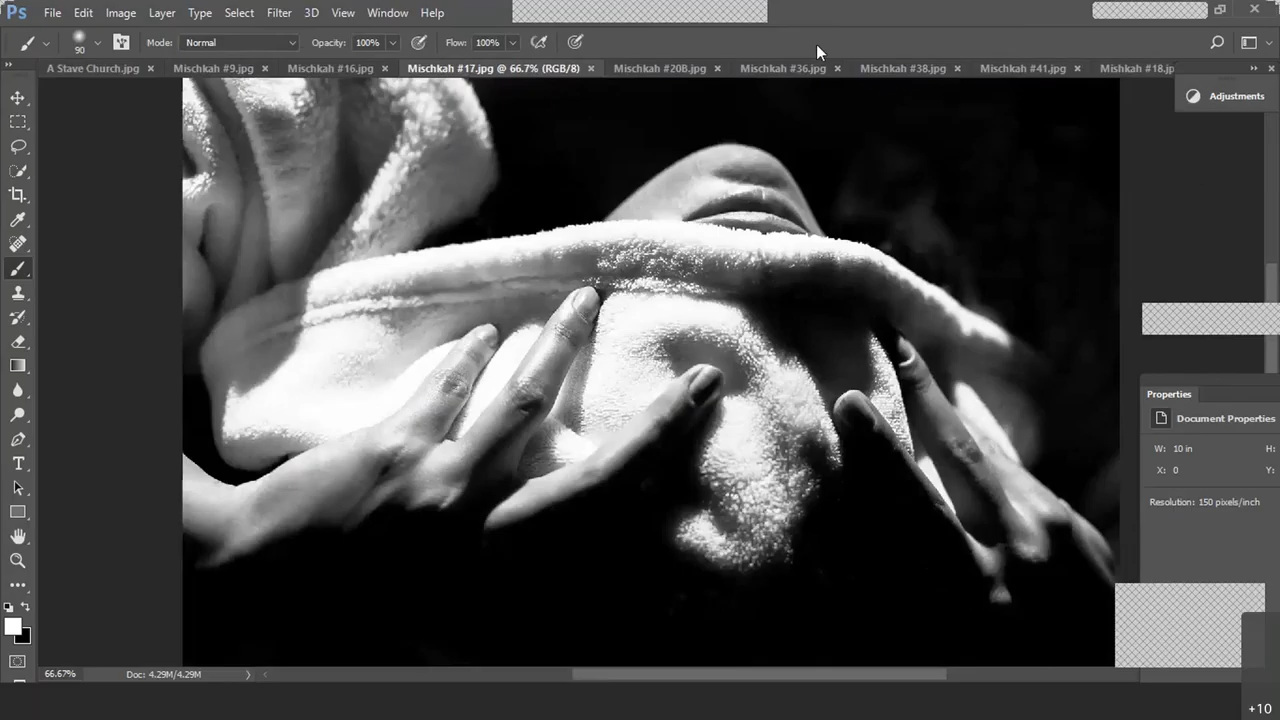 Ps File Edit Image Layer Type Select Filter 3D View Window Help
90 Mode: Normal Opacity: 100% Flow: 100%
A Stave Church.jpg × Mischkah #9.jpg × Mischkah #16.jpg × Mischkah #17.jpg @ 66.7% (RGB/8) × Mischkah #20B.jpg × Mischkah #36.jpg × Mischkah #38.jpg × Mischkah #41.jpg × Mishkah #18.jp
Adjustments
Properties
Document Properties
W: 10 in H:
X: 0 Y:
Resolution: 150 pixels/inch
66.67% Doc: 4.29M/4.29M
+10